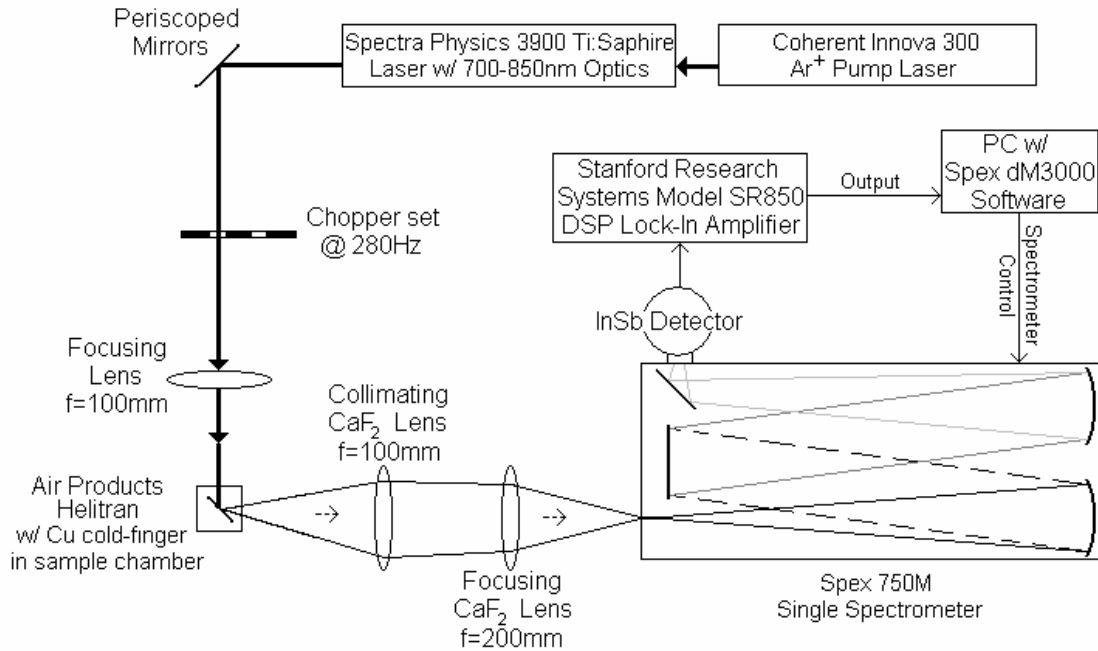 Periscoped
Mirrors
Spectra Physics 3900 Ti:Saphire
Laser w/ 700-850nm Optics
Coherent Innova 300
Ar+ Pump Laser
Stanford Research
Systems Model SR850
DSP Lock-In Amplifier
Output
PC w/
Spex dM3000
Software
Chopper set
@ 280Hz
Spectrometer
Control
InSb Detector
Focusing
Lens
f=100mm
Collimating
CaF2 Lens
f=100mm
Air Products
Helitran
w/ Cu cold-finger
in sample chamber
Focusing
CaF2 Lens
f=200mm
Spex 750M
Single Spectrometer